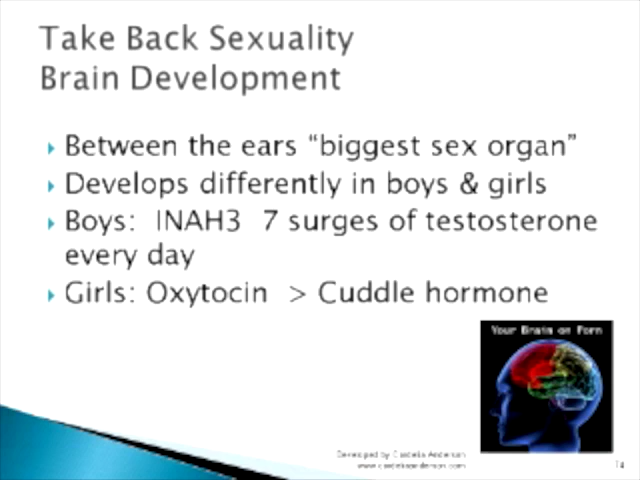 Take Back Sexuality
Brain Development
Between the ears “biggest sex organ”
Develops differently in boys & girls
Boys: INAH3 7 surges of testosterone
every day
Girls: Oxytocin > Cuddle hormone
Your Brain on Porn
Developed by Cordelia Anderson
www.cordeliaanderson.com